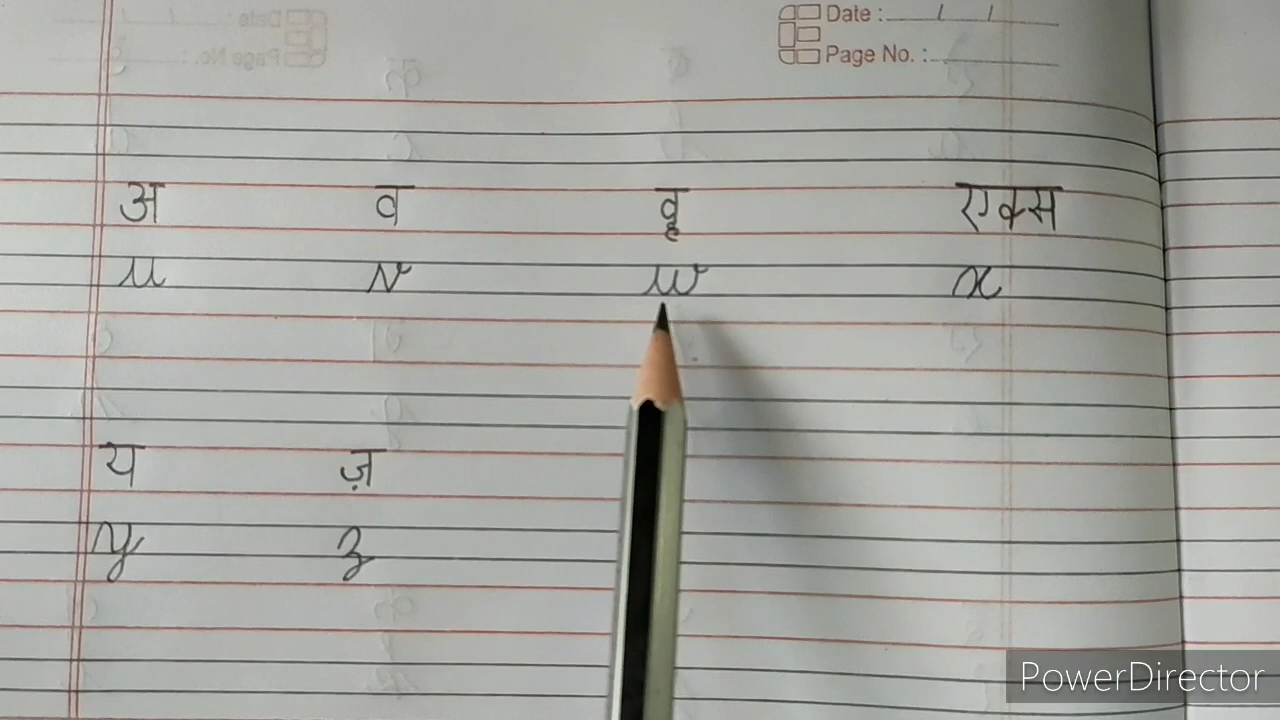 Date : / /
Page No. :
अ व वू एक्स
u v w x
य ज़
y z
PowerDirector